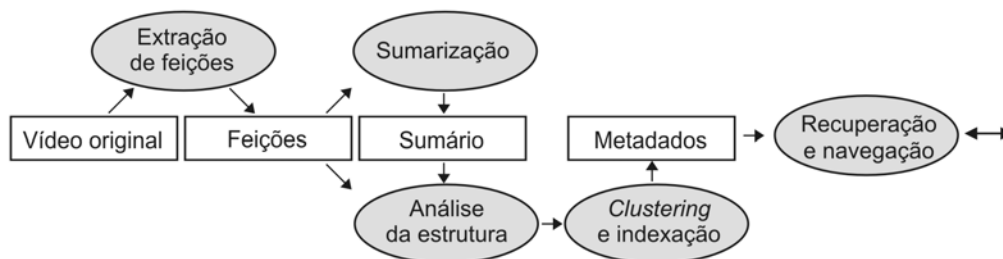 Extração
de feições
Sumarização
Vídeo original
Feições
Sumário
Metadados
Recuperação
e navegação
Análise
da estrutura
Clustering
e indexação